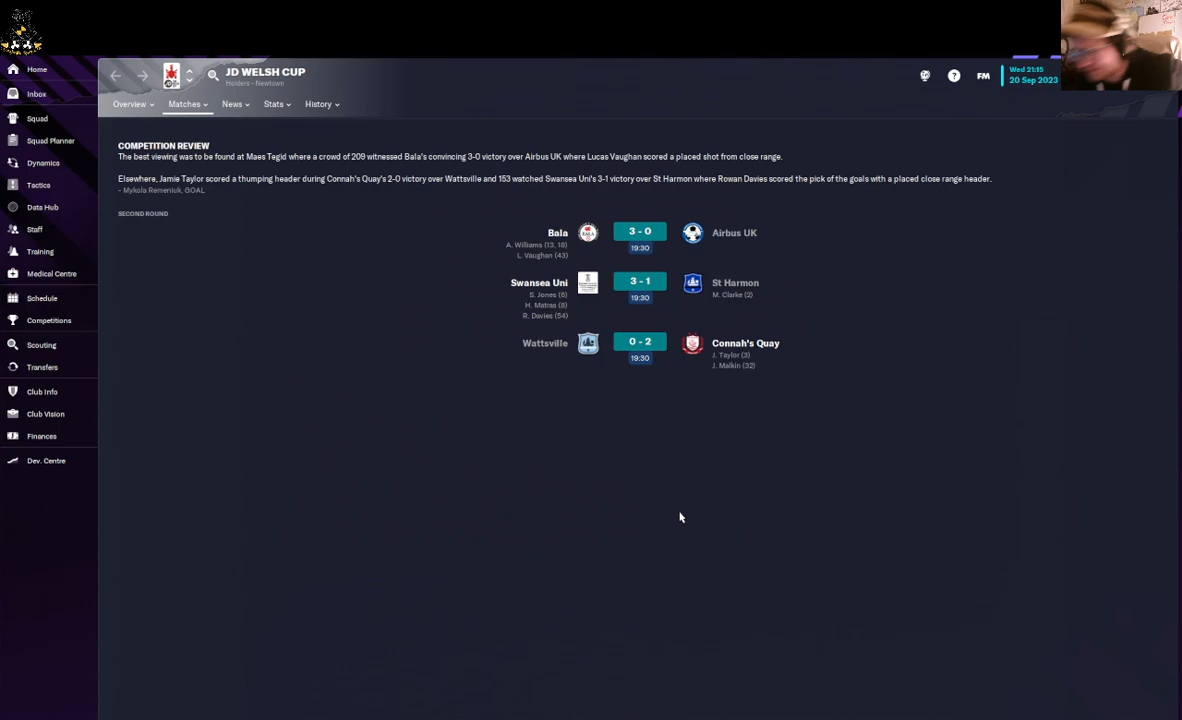 JD WELSH CUP
Holders - Newtown
FM
Wed 21:15
20 Sep 2023
Overview
Matches
News
Stats
History
Home
Inbox
Squad
Squad Planner
Dynamics
Tactics
Data Hub
Staff
Training
Medical Centre
Schedule
Competitions
Scouting
Transfers
Club Info
Club Vision
Finances
Dev. Centre
COMPETITION REVIEW
The best viewing was to be found at Maes Tegid where a crowd of 209 witnessed Bala's convincing 3-0 victory over Airbus UK where Lucas Vaughan scored a placed shot from close range.
Elsewhere, Jamie Taylor scored a thumping header during Connah's Quay's 2-0 victory over Wattsville and 153 watched Swansea Uni's 3-1 victory over St Harmon where Rowan Davies scored the pick of the goals with a placed close range header.
- Mykola Remeniuk, GOAL
SECOND ROUND
Bala 3 - 0 Airbus UK
A. Williams (13, 18) 19:30
L. Vaughan (43)
Swansea Uni 3 - 1 St Harmon
S. Jones (6) 19:30 M. Clarke (2)
H. Matras (8)
R. Davies (54)
Wattsville 0 - 2 Connah's Quay
19:30 J. Taylor (3)
J. Malkin (32)